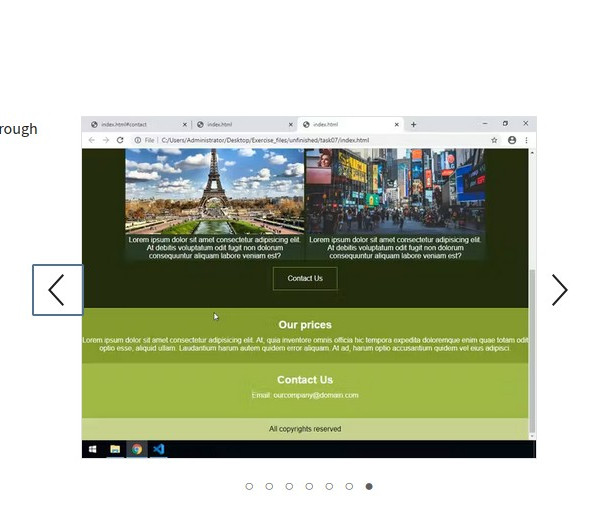 rough
index.html#contact
index.html
index.html
File
C:/Users/Administrator/Desktop/Exercise_files/unfinished/task07/index.html
Lorem ipsum dolor sit amet consectetur adipisicing elit.
At debitis voluptatum odit fugit non dolorum
consequuntur aliquam labore veniam est?
Lorem ipsum dolor sit amet consectetur adipisicing elit.
At debitis voluptatum odit fugit non dolorum
consequuntur aliquam labore veniam est?
Contact Us
Our prices
Lorem ipsum dolor sit amet consectetur adipisicing elit. At, quia inventore omnis officia hic tempora expedita doloremque enim quae totam odit
optio esse, aliquid ullam. Laudantium harum autem quidem error aliquam. At ad, harum optio accusantium quidem vel eius adipisci.
Contact Us
Email: ourcompany@domain.com
All copyrights reserved